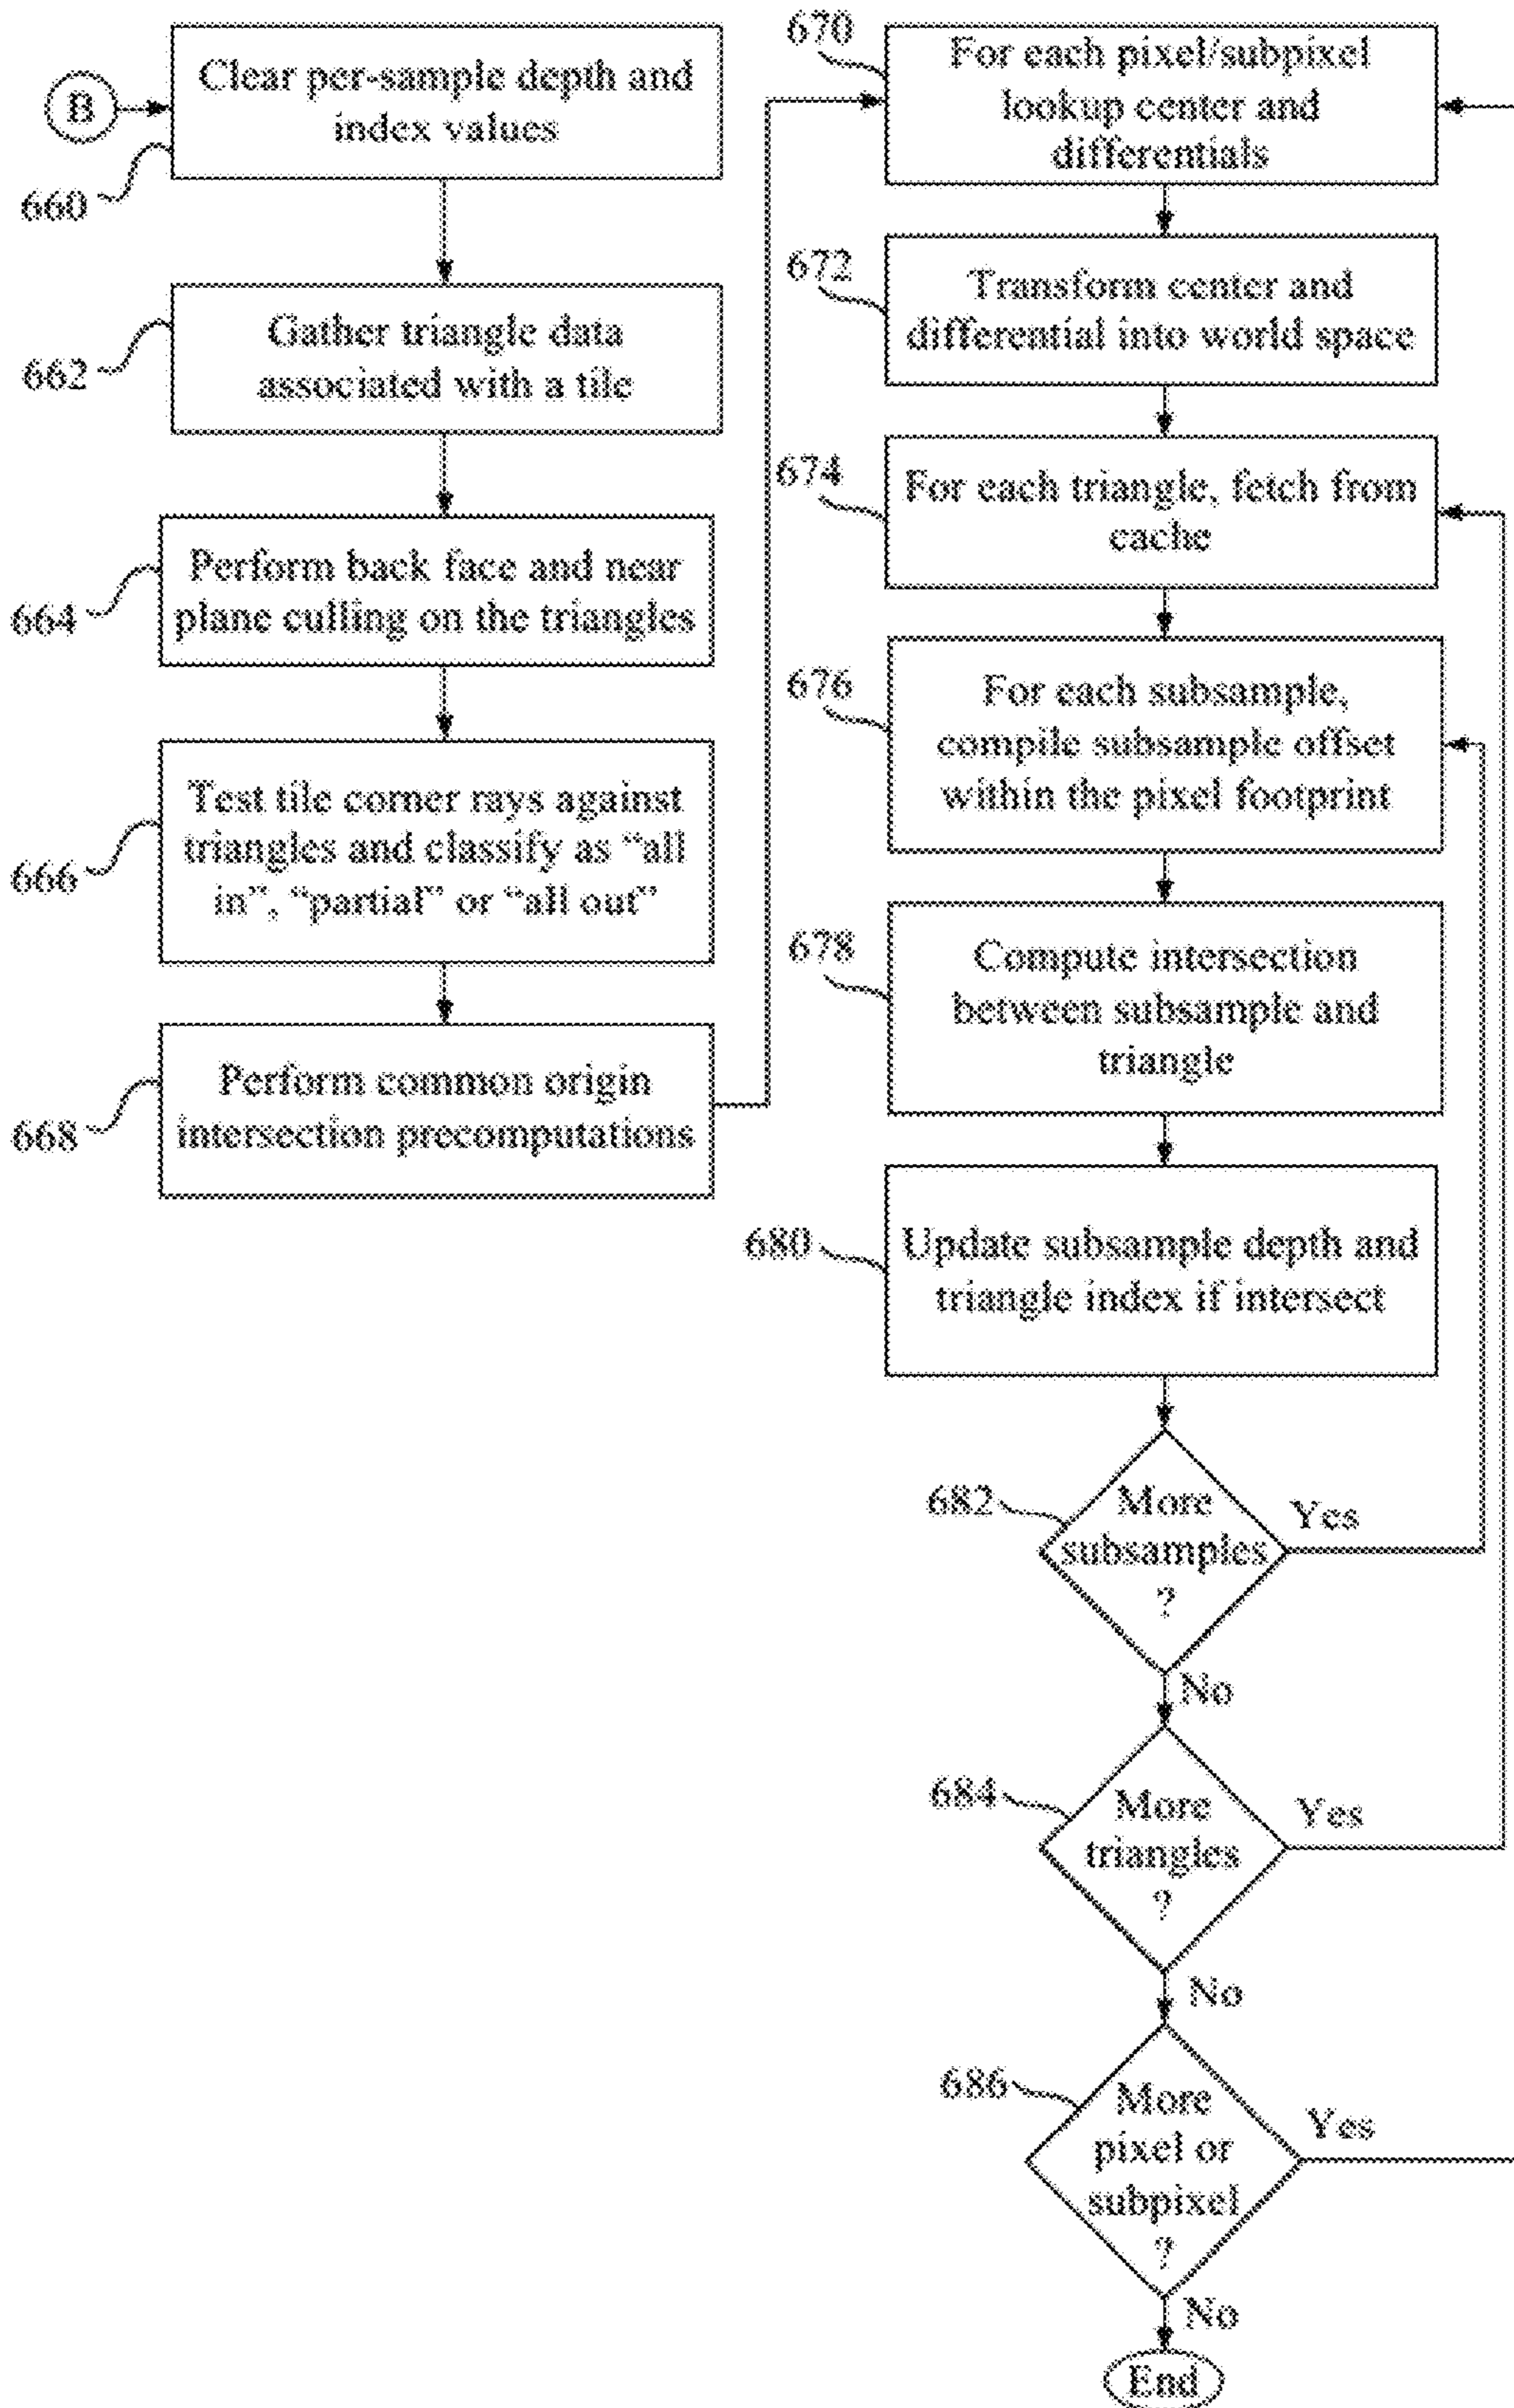 B
Clear per-sample depth and
index values
660
Gather triangle data
associated with a tile
662
Perform back face and near
plane culling on the triangles
664
Test tile corner rays against
triangles and classify as “all
in”, “partial” or “all out”
666
Perform common origin
intersection precomputations
668
670
For each pixel/subpixel
lookup center and
differentials
672
Transform center and
differential into world space
674
For each triangle, fetch from
cache
676
For each subsample,
compile subsample offset
within the pixel footprint
678
Compute intersection
between subsample and
triangle
680
Update subsample depth and
triangle index if intersect
682
More
subsamples
?
Yes
No
684
More
triangles
?
Yes
No
686
More
pixel or
subpixel
?
Yes
No
End